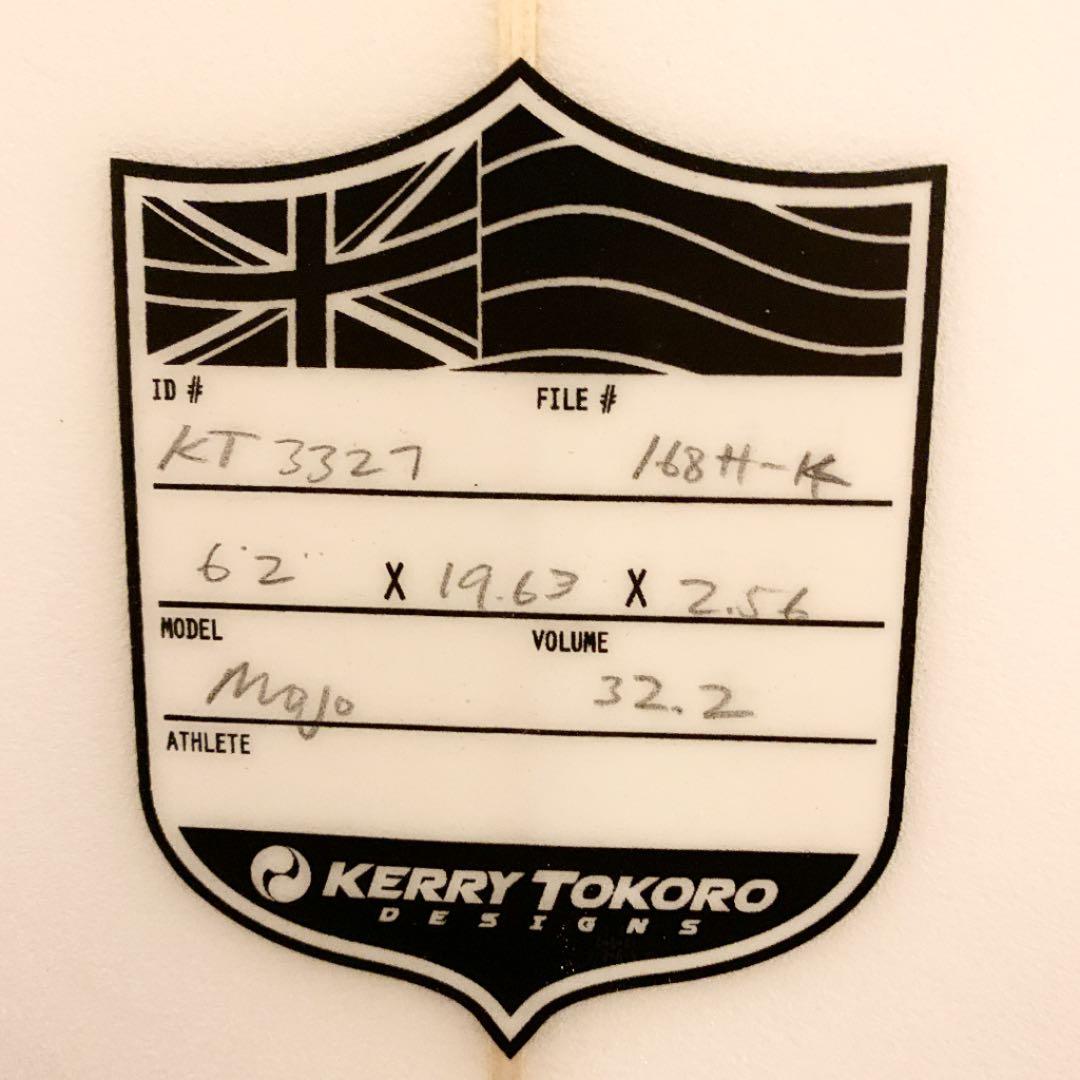 ID # FILE #
KT 3327 168H-K
6'2" X 19.63 X 2.56
MODEL VOLUME
Mojo 32.2
ATHLETE
KERRY TOKORO
DESIGNS